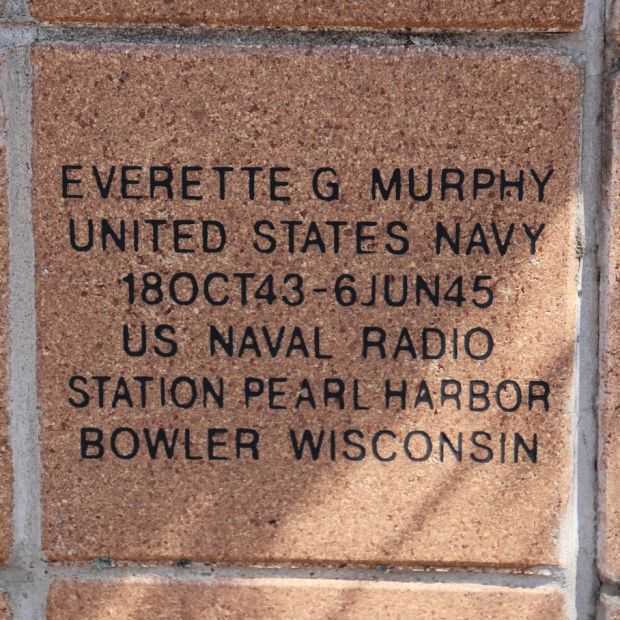 EVERETTE G MURPHY
UNITED STATES NAVY
18OCT43-6JUN45
US NAVAL RADIO
STATION PEARL HARBOR
BOWLER WISCONSIN